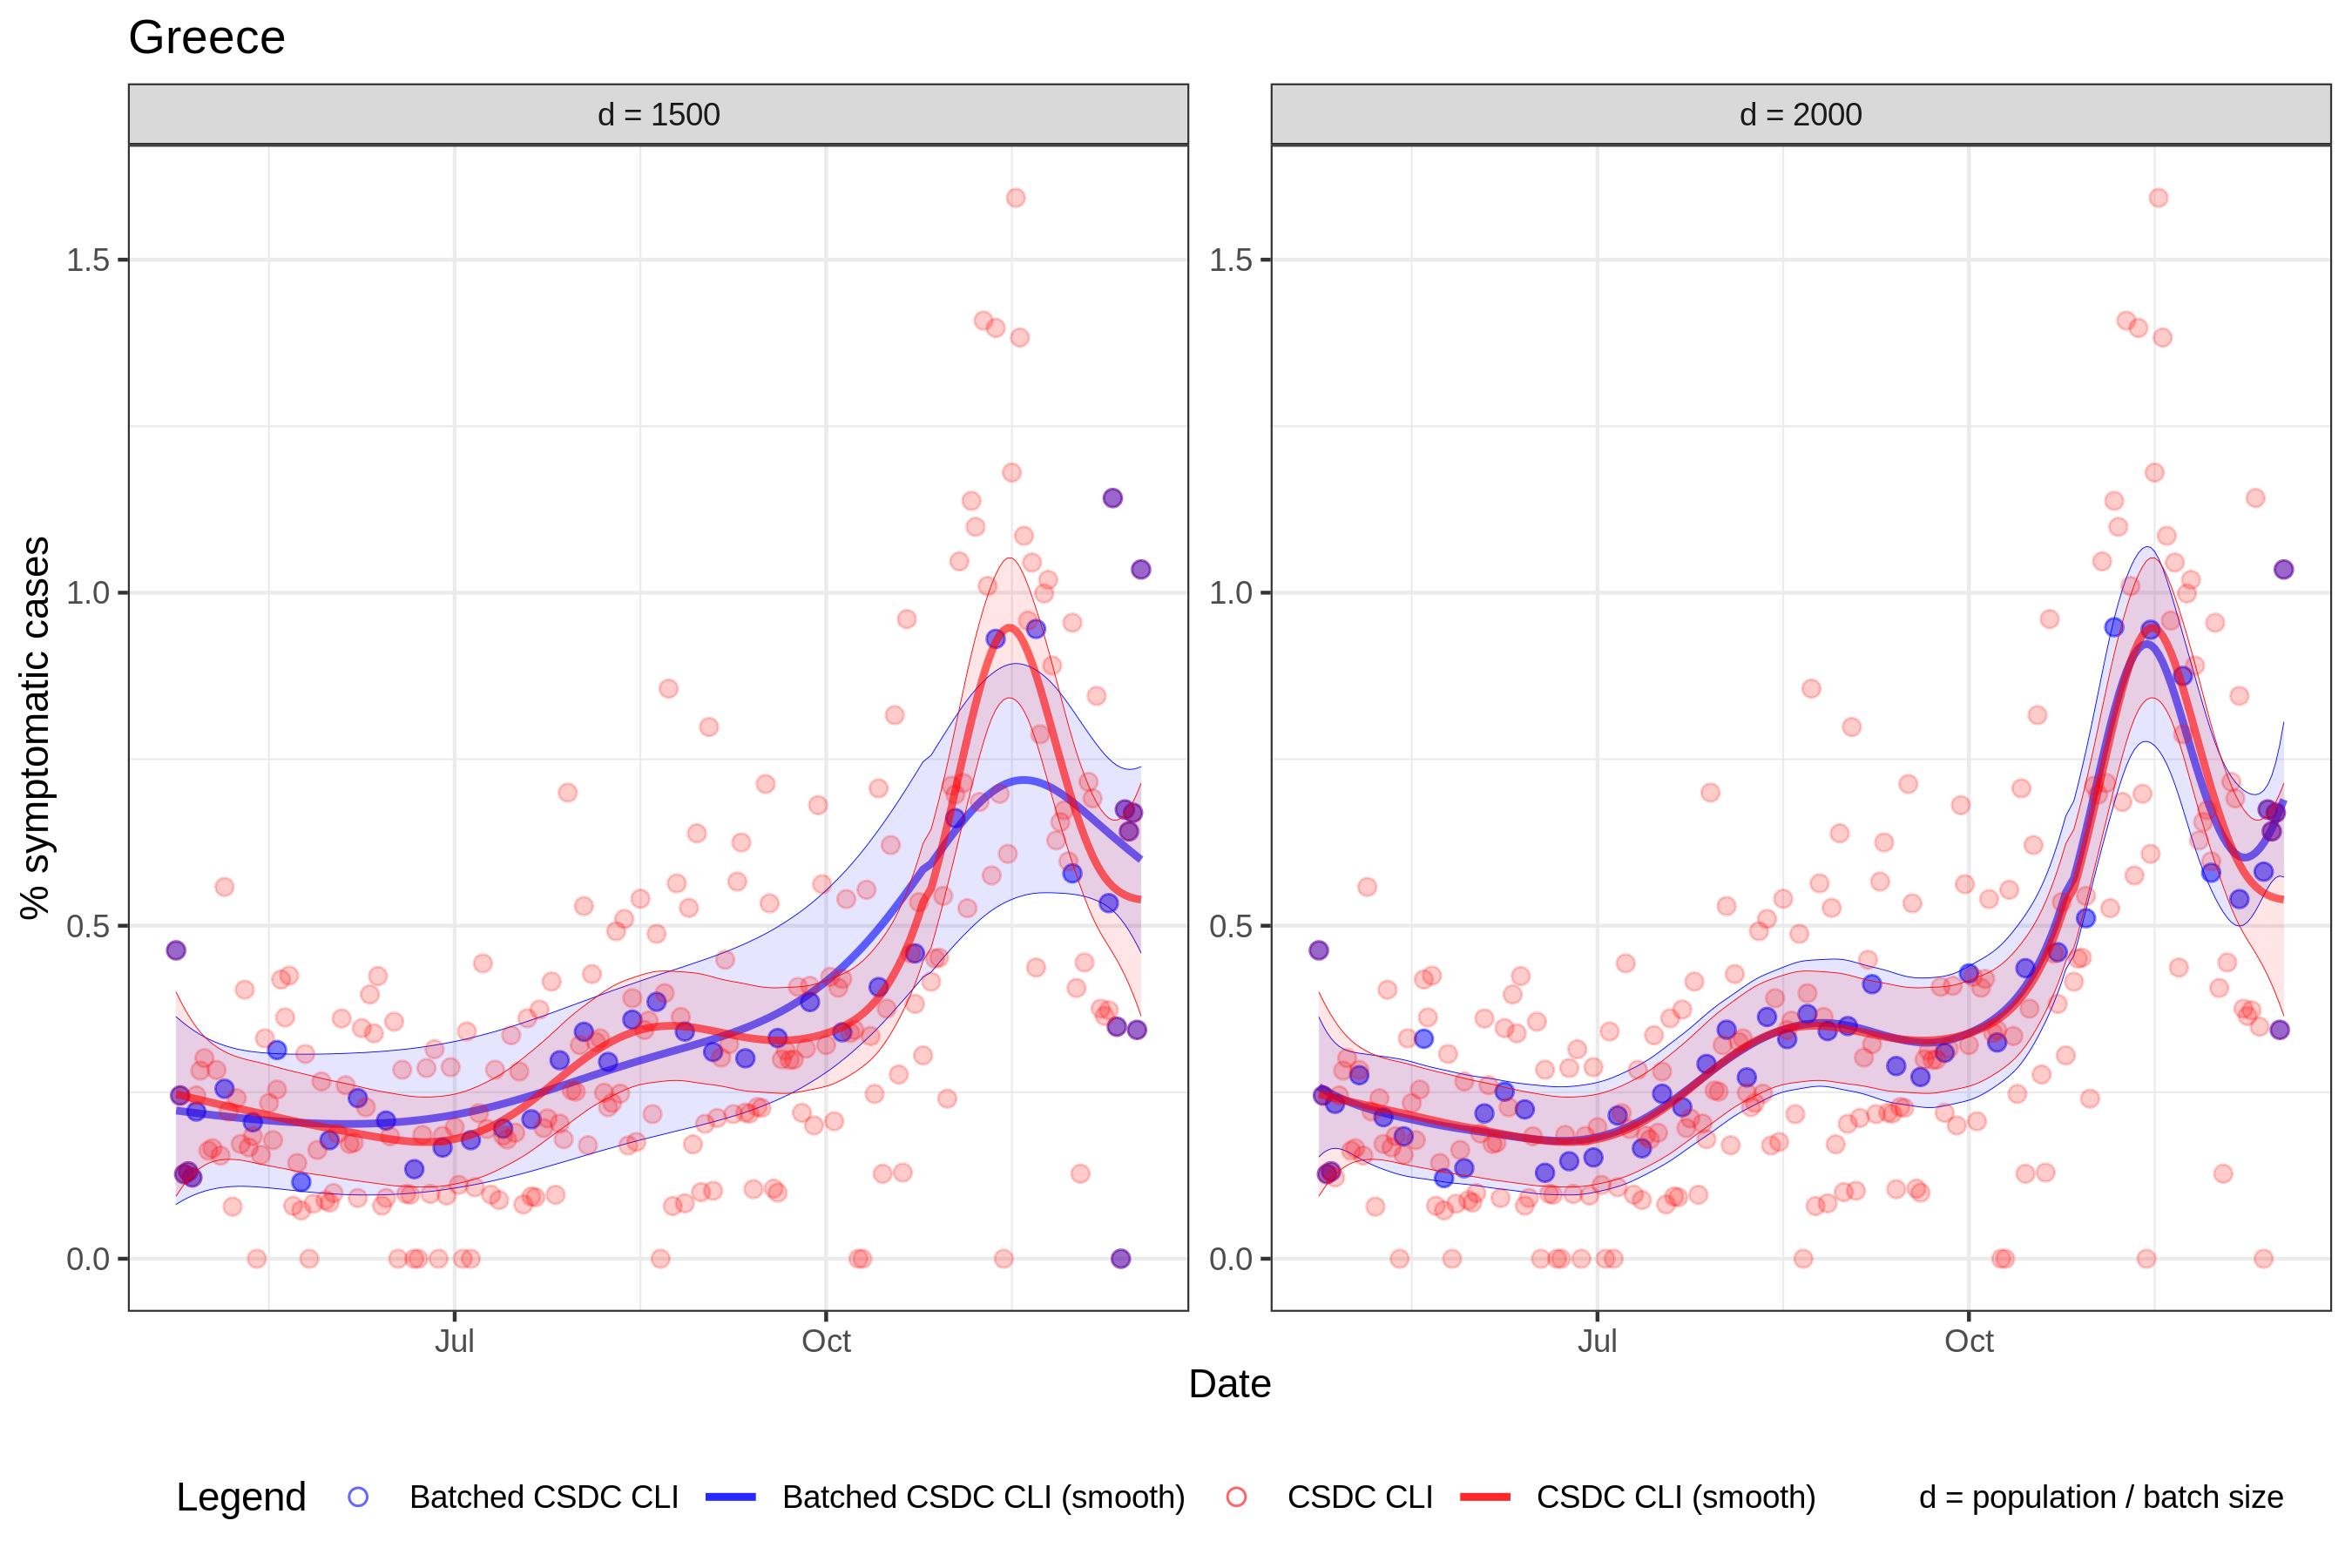 Greece
d = 1500
d = 2000
% symptomatic cases
1.5
1.0
0.5
0.0
1.5
1.0
0.5
0.0
Jul
Oct
Jul
Oct
Date
Legend
Batched CSDC CLI
Batched CSDC CLI (smooth)
CSDC CLI
CSDC CLI (smooth)
d = population / batch size